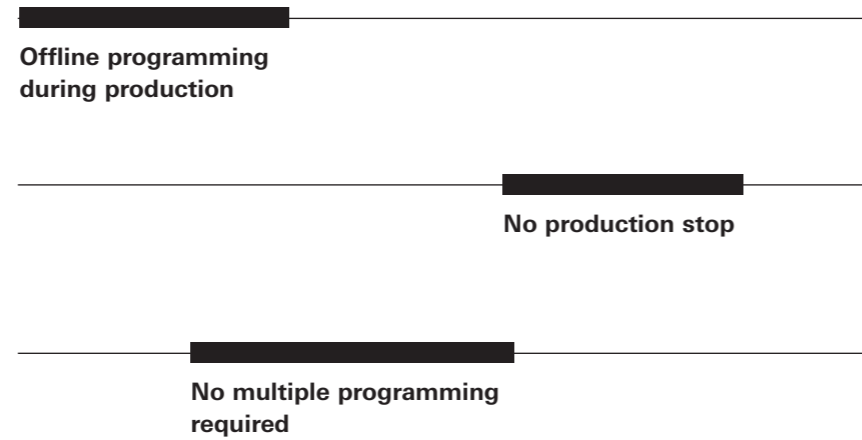 Offline programming
during production
No production stop
No multiple programming
required